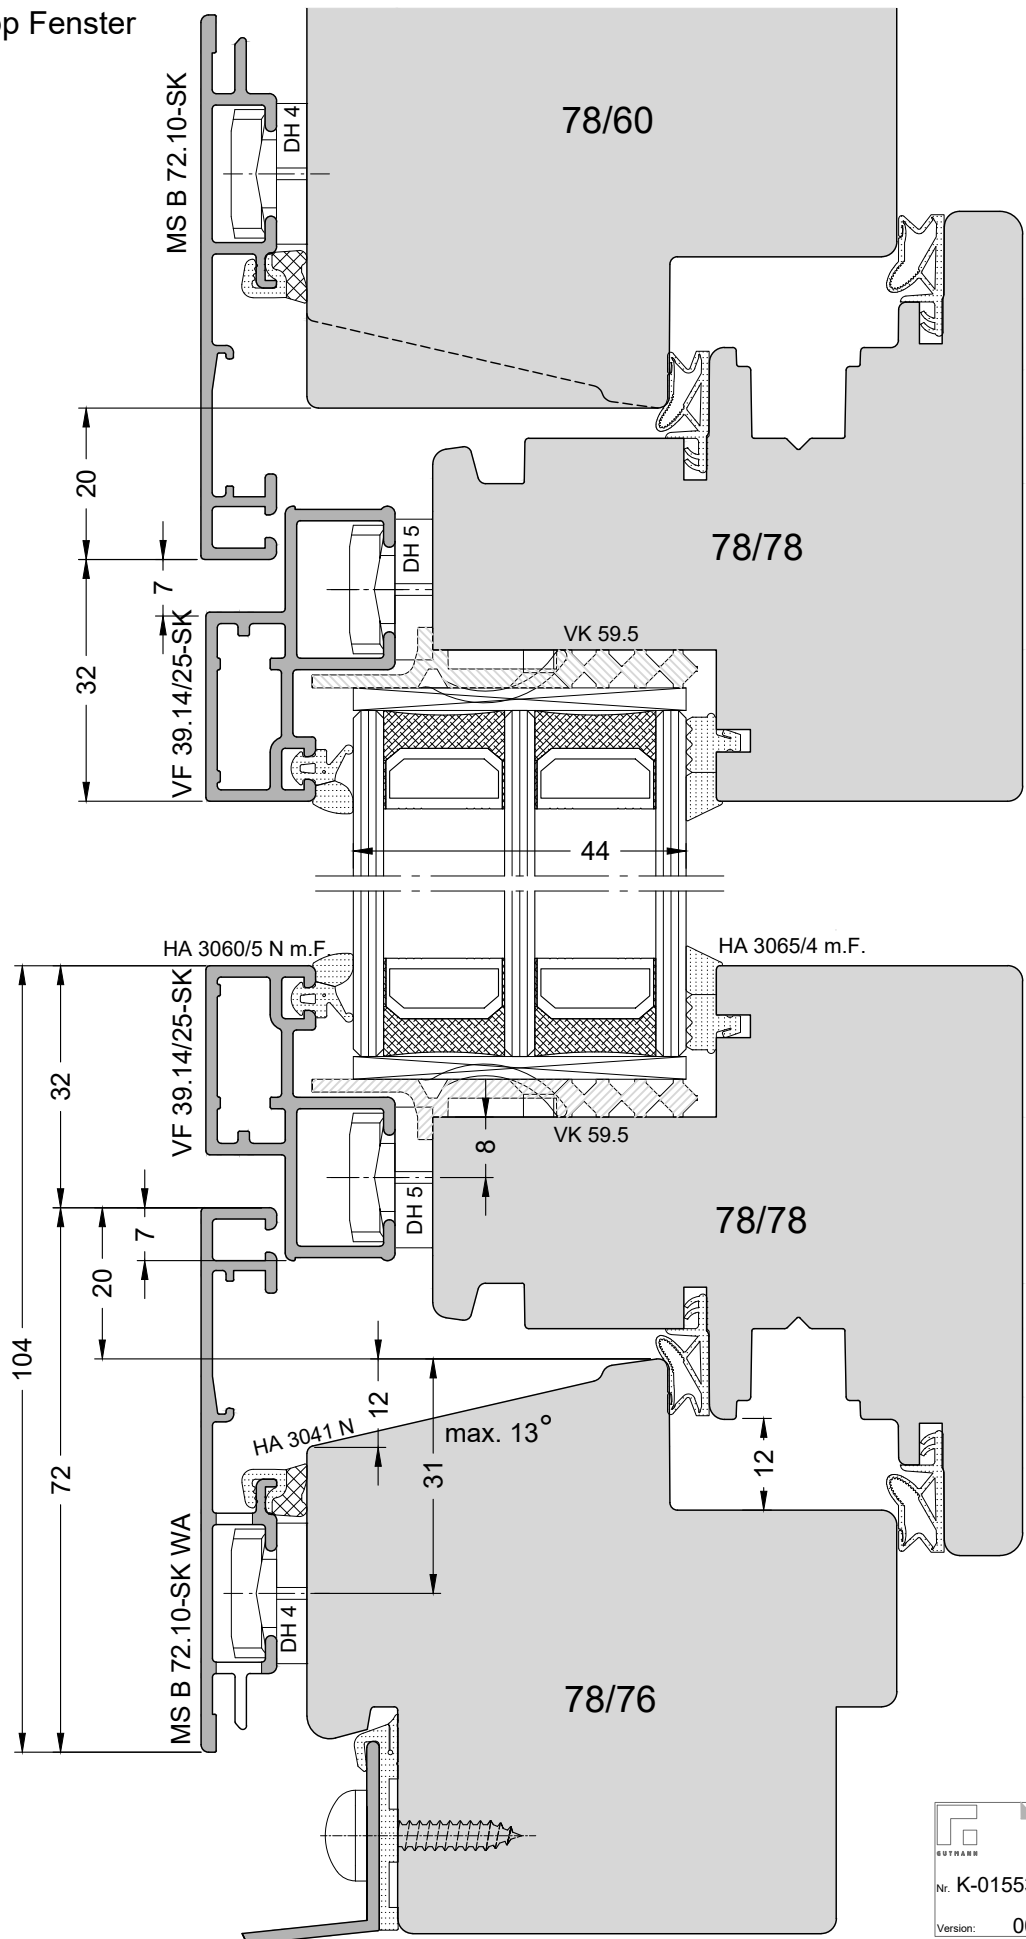 Fenster
MS B 72.10-SK
DH 4
78/60
20
7
32
VF 39.14/25-SK
DH 5
78/78
VK 59.5
44
HA 3060/5 N m.F.
HA 3065/4 m.F.
VF 39.14/25-SK
32
VK 59.5
8
DH 5
78/78
7
20
104
72
12
31
HA 3041 N
max. 13°
12
MS B 72.10-SK WA
DH 4
78/76
GUTMANN
Nr. K-0155
Version: